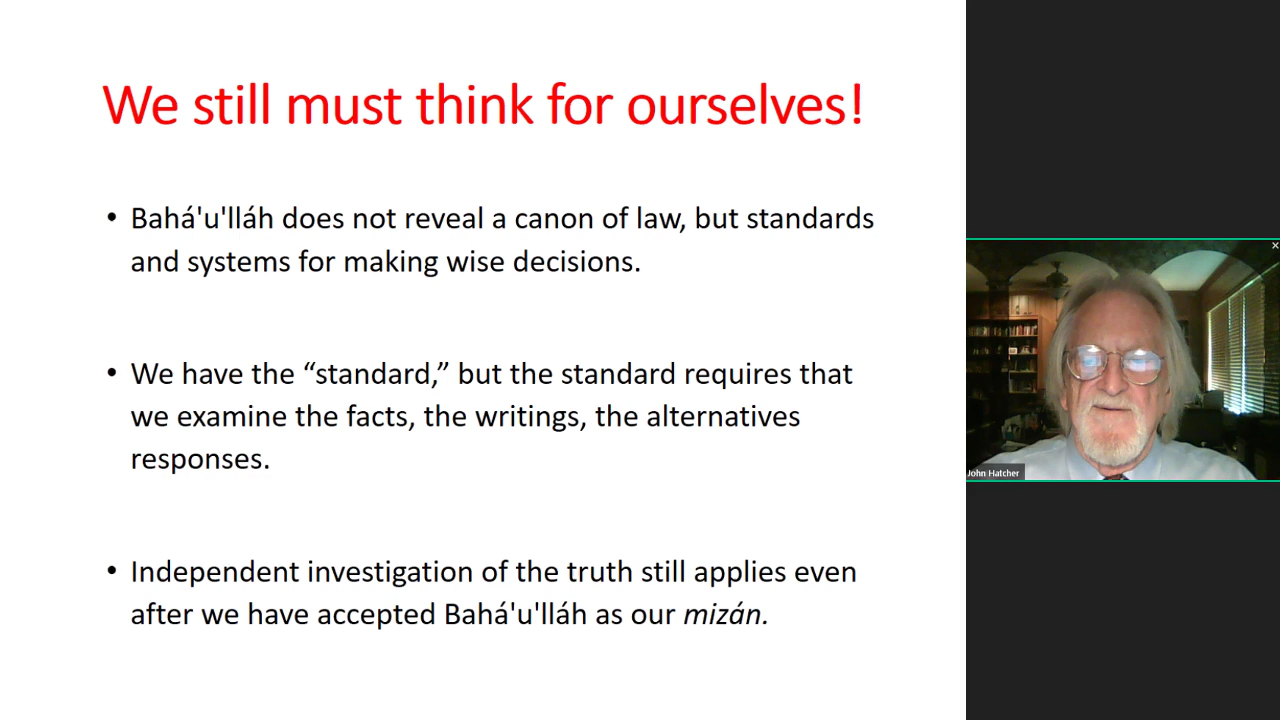 We still must think for ourselves!
• Bahá'u'lláh does not reveal a canon of law, but standards
and systems for making wise decisions.
• We have the “standard,” but the standard requires that
we examine the facts, the writings, the alternatives
responses.
• Independent investigation of the truth still applies even
after we have accepted Bahá'u'lláh as our mizán.
John Hatcher